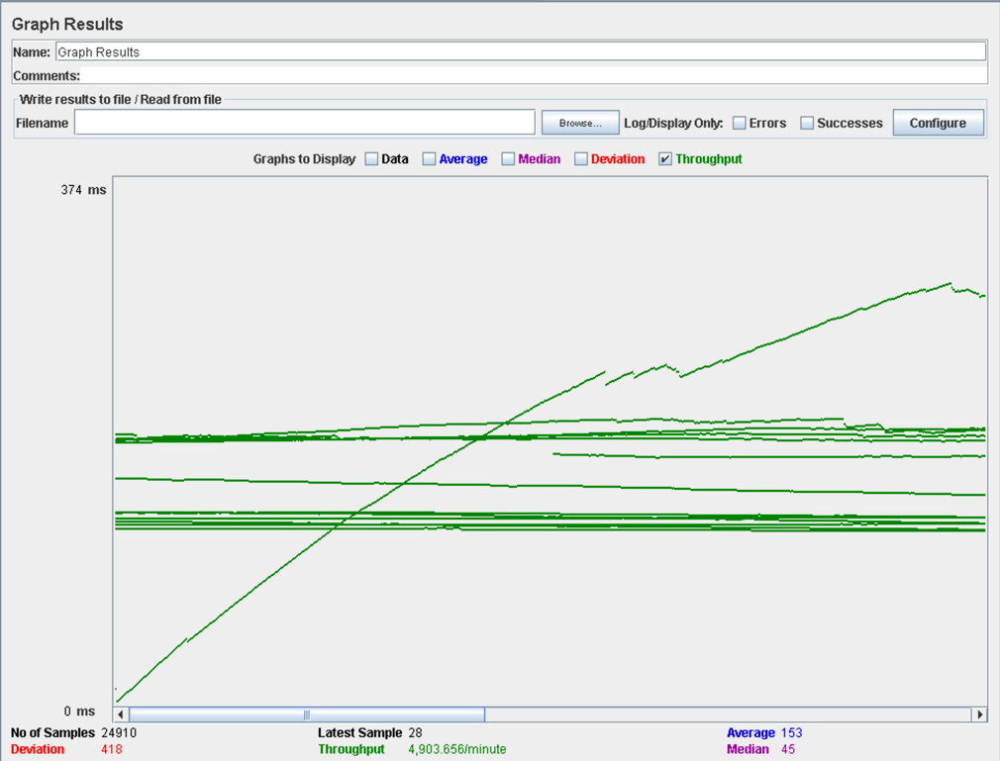 Graph Results
Name: Graph Results
Comments:
Write results to file / Read from file
Filename Browse... Log/Display Only: Errors Successes Configure
Graphs to Display Data Average Median Deviation Throughput
374 ms
0 ms
No of Samples 24910 Latest Sample 28 Average 153
Deviation 418 Throughput 4,903.656/minute Median 45